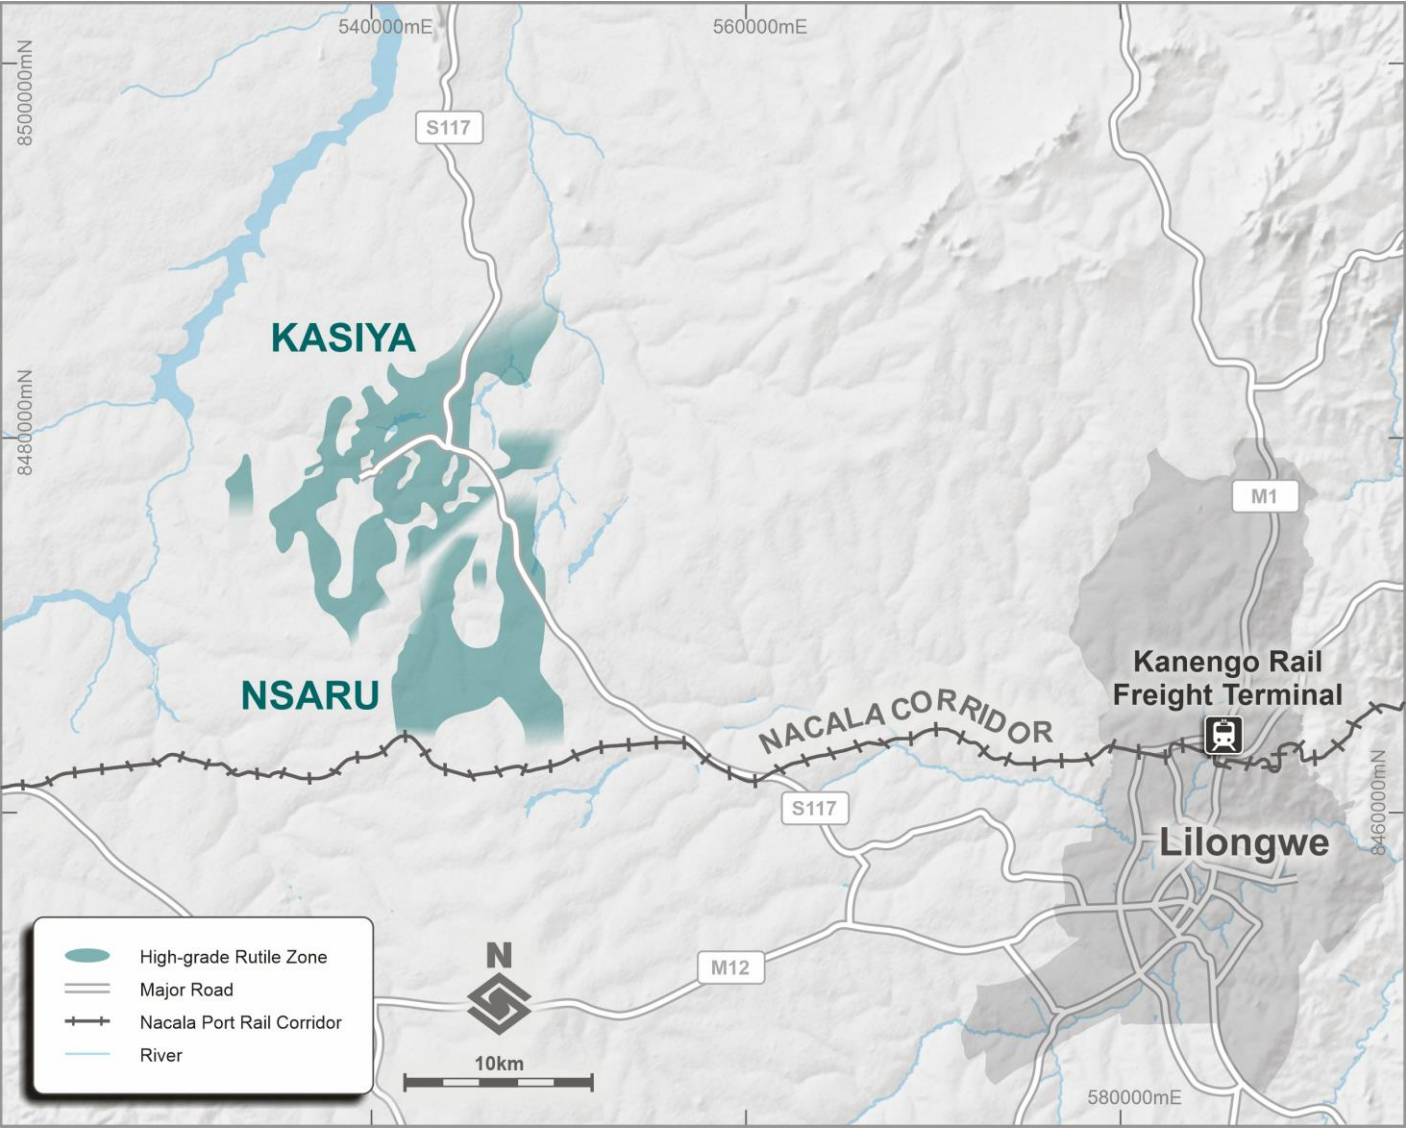 540000mE
560000mE
8500000mN
S117
KASIYA
8480000mN
M1
Kanengo Rail
Freight Terminal
NSARU
NACALA CORRIDOR
S117
8460000mN
Lilongwe
High-grade Rutile Zone
Major Road
Nacala Port Rail Corridor
River
N
M12
10km
580000mE